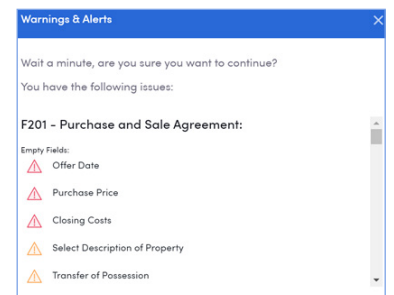 Warnings & Alerts
Wait a minute, are you sure you want to continue?
You have the following issues:
F201 - Purchase and Sale Agreement:
Empty Fields:
Offer Date
Purchase Price
Closing Costs
Select Description of Property
Transfer of Possession